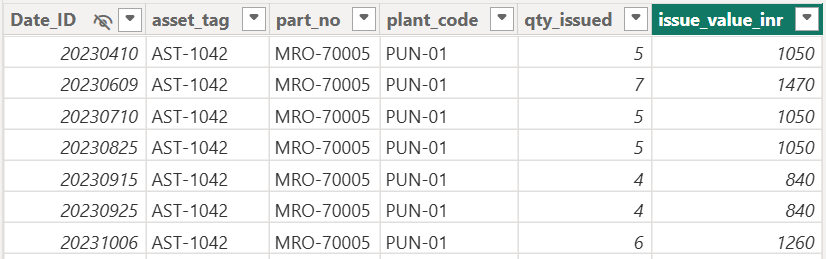 Date_ID asset_tag part_no plant_code qty_issued issue_value_inr
20230410 AST-1042 MRO-70005 PUN-01 5 1050
20230609 AST-1042 MRO-70005 PUN-01 7 1470
20230710 AST-1042 MRO-70005 PUN-01 5 1050
20230825 AST-1042 MRO-70005 PUN-01 5 1050
20230915 AST-1042 MRO-70005 PUN-01 4 840
20230925 AST-1042 MRO-70005 PUN-01 4 840
20231006 AST-1042 MRO-70005 PUN-01 6 1260